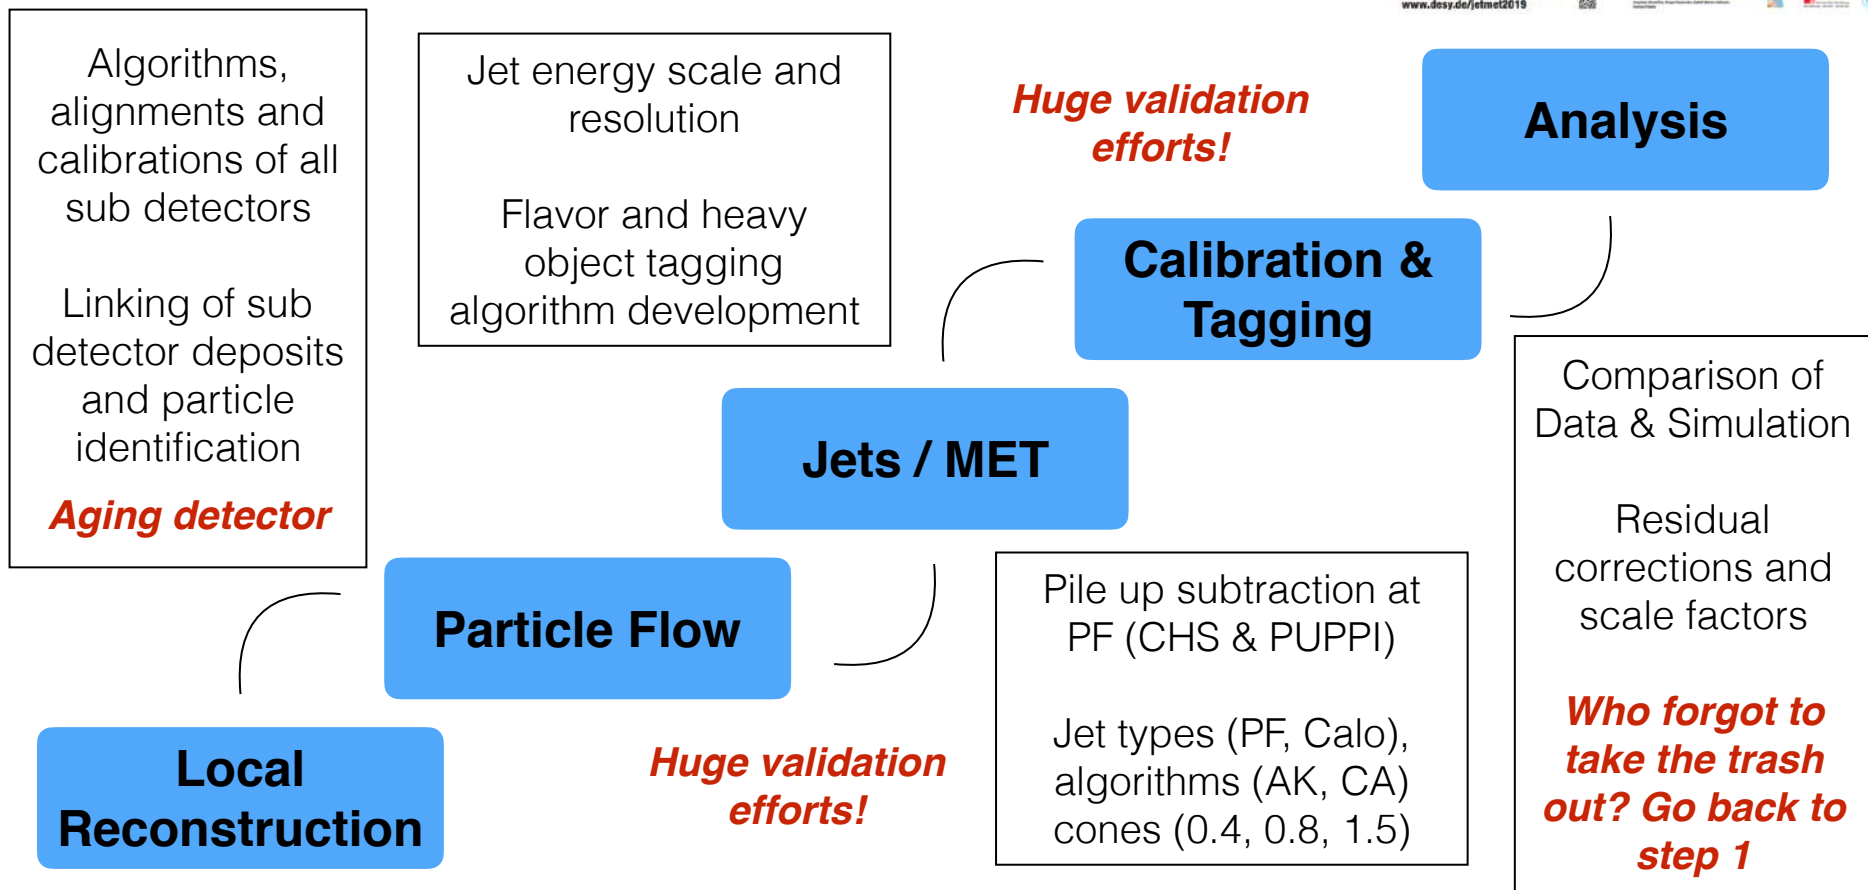 www.desy.de/jetmet2019
Algorithms,
alignments and
calibrations of all
sub detectors
Linking of sub
detector deposits
and particle
identification
Aging detector
Jet energy scale and
resolution
Flavor and heavy
object tagging
algorithm development
Huge validation
efforts!
Analysis
Calibration &
Tagging
Jets / MET
Particle Flow
Local
Reconstruction
Huge validation
efforts!
Pile up subtraction at
PF (CHS & PUPPI)
Jet types (PF, Calo),
algorithms (AK, CA)
cones (0.4, 0.8, 1.5)
Comparison of
Data & Simulation
Residual
corrections and
scale factors
Who forgot to
take the trash
out? Go back to
step 1